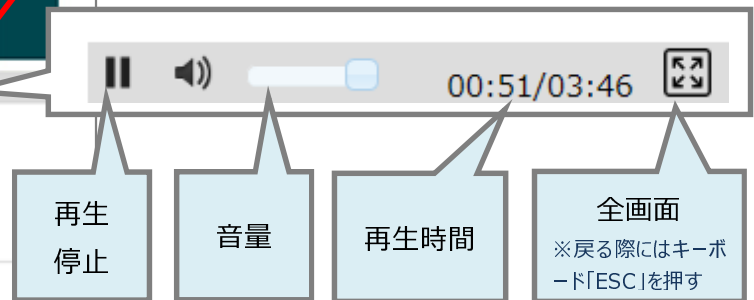 00:51/03:46
再生
停止
音量
再生時間
全画面
※戻る際にはキーボ
ード「ESC」を押す